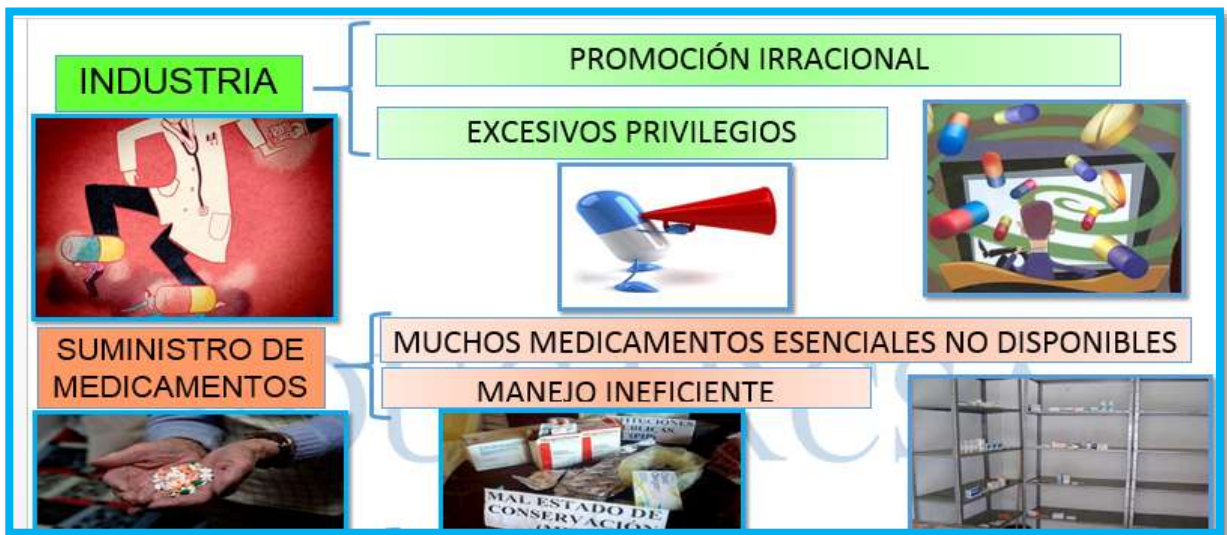 INDUSTRIA
PROMOCIÓN IRRACIONAL
EXCESIVOS PRIVILEGIOS
SUMINISTRO DE
MEDICAMENTOS
MUCHOS MEDICAMENTOS ESENCIALES NO DISPONIBLES
MANEJO INEFICIENTE
MAL ESTADO DE
CONSERVACIÓN